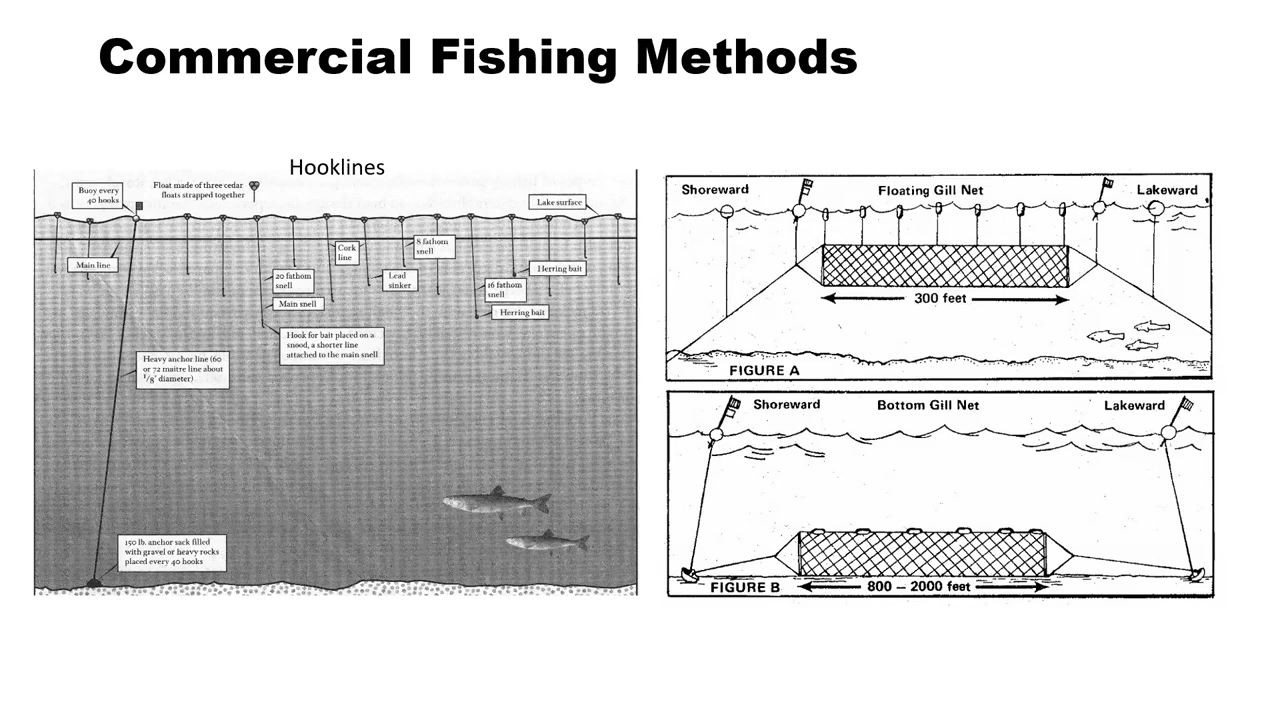 Commercial Fishing Methods
Hooklines
Buoy every
40 hooks
Float made of three cedar
floats strapped together
Lake surface
Main line
Cork
line
8 fathom
snell
20 fathom
snell
Lead
sinker
Herring bait
16 fathom
snell
Main snell
Herring bait
Hook for bait placed on a
snood, a shorter line
attached to the main snell
Heavy anchor line (60
or 72 maitre line about
1/8" diameter)
150 lb. anchor sack filled
with gravel or heavy rocks
placed every 40 hooks
Shoreward
Floating Gill Net
Lakeward
300 feet
FIGURE A
Shoreward
Bottom Gill Net
Lakeward
FIGURE B
800 – 2000 feet